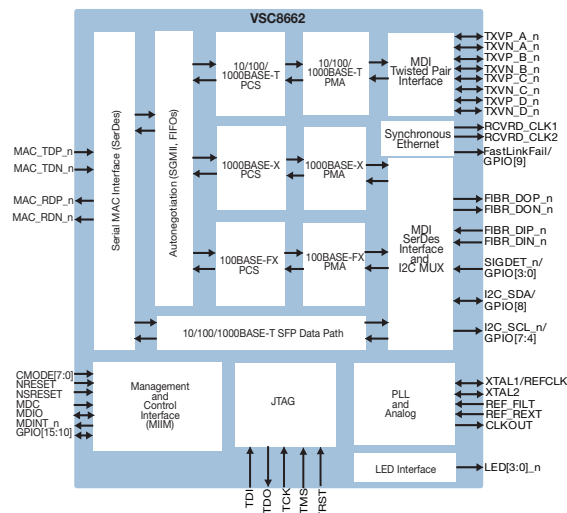 VSC8662
Serial MAC Interface (SerDes)
Autonegotiation (SGMII, FIFOs)
10/100/
1000BASE-T
PCS
10/100/
1000BASE-T
PMA
MDI
Twisted Pair
Interface
TXVP_A_n
TXVN_A_n
TXVP_B_n
TXVN_B_n
TXVP_C_n
TXVN_C_n
TXVP_D_n
TXVN_D_n
Synchronous
Ethernet
RCVRD_CLK1
RCVRD_CLK2
FastLinkFail/
GPIO[9]
MAC_TDP_n
MAC_TDN_n
MAC_RDP_n
MAC_RDN_n
1000BASE-X
PCS
1000BASE-X
PMA
100BASE-FX
PCS
100BASE-FX
PMA
MDI
SerDes
Interface
and
I2C MUX
FIBR_DOP_n
FIBR_DON_n
FIBR_DIP_n
FIBR_DIN_n
SIGDET_n/
GPIO[3:0]
I2C_SDA/
GPIO[8]
I2C_SCL_n/
GPIO[7:4]
10/100/1000BASE-T SFP Data Path
CMODE[7:0]
NRESET
NSRESET
MDC
MDIO
MDINT_n
GPIO[15:10]
Management
and
Control
Interface
(MIIM)
JTAG
PLL
and
Analog
XTAL1/REFCLK
XTAL2
REF_FILT
REF_REXT
CLKOUT
LED Interface
LED[3:0]_n
TDI
TDO
TCK
TMS
TRST